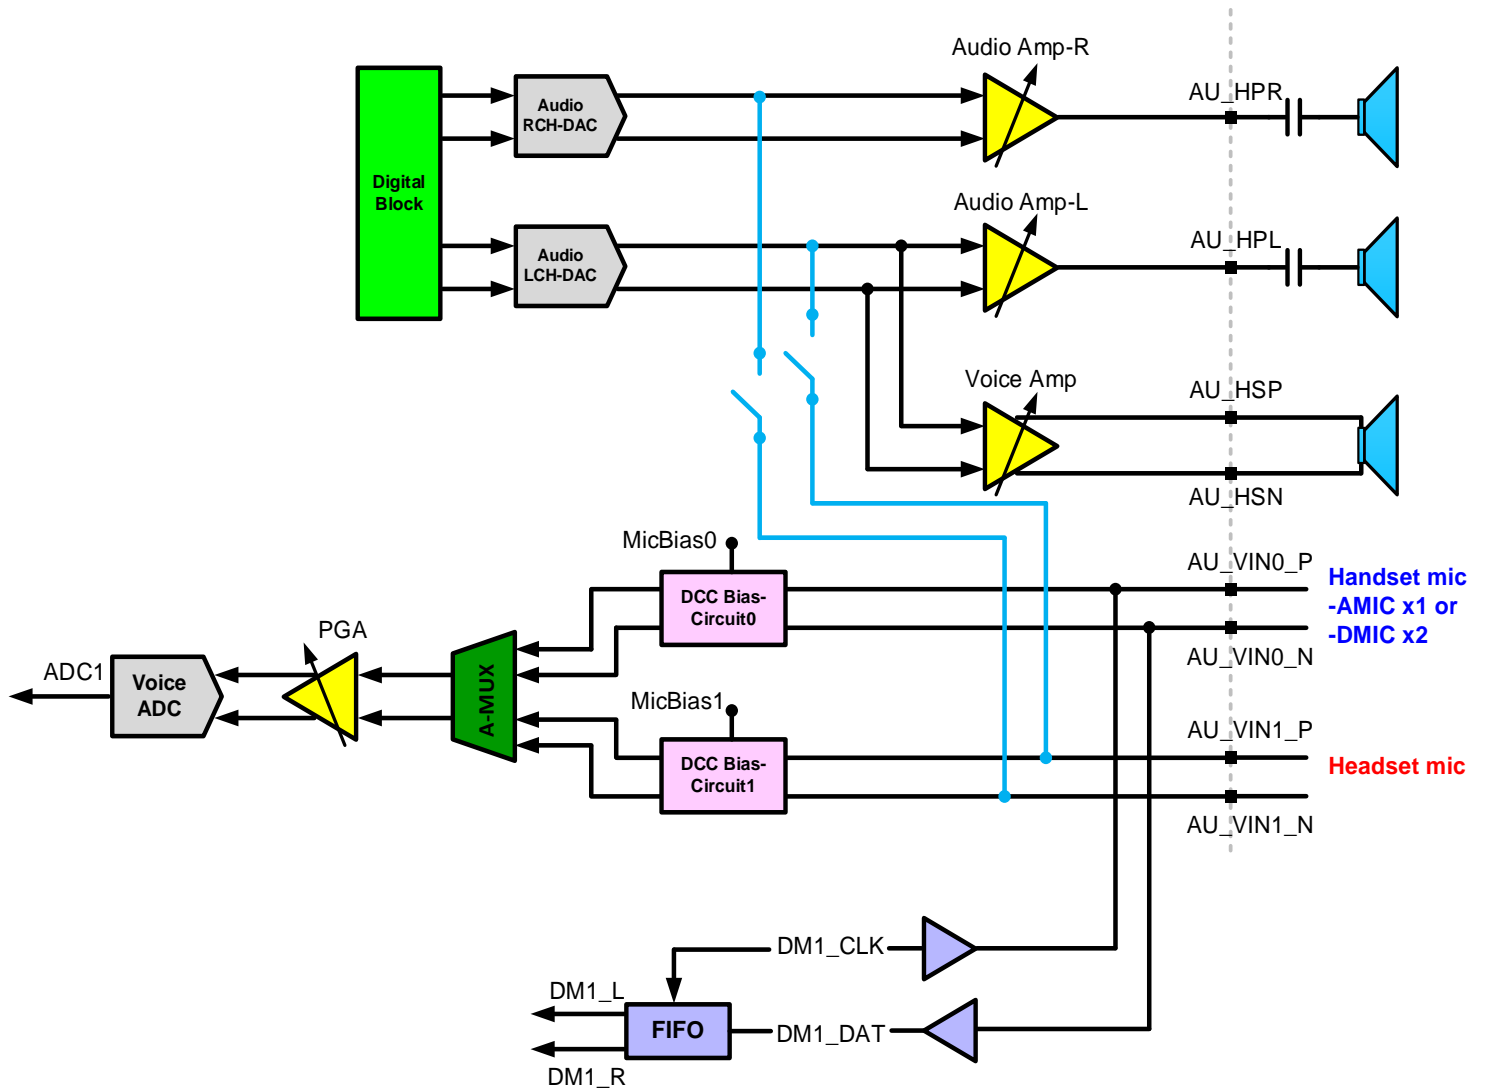 Audio Amp-R
Audio
RCH-DAC
AU_HPR
Digital
Block
Audio Amp-L
Audio
LCH-DAC
AU_HPL
Voice Amp
AU_HSP
AU_HSN
MicBias0
DCC Bias-
Circuit0
AU_VIN0_P
Handset mic
-AMIC x1 or
-DMIC x2
AU_VIN0_N
PGA
ADC1
Voice
ADC
A-MUX
MicBias1
DCC Bias-
Circuit1
AU_VIN1_P
Headset mic
AU_VIN1_N
DM1_CLK
DM1_L
FIFO
DM1_DAT
DM1_R